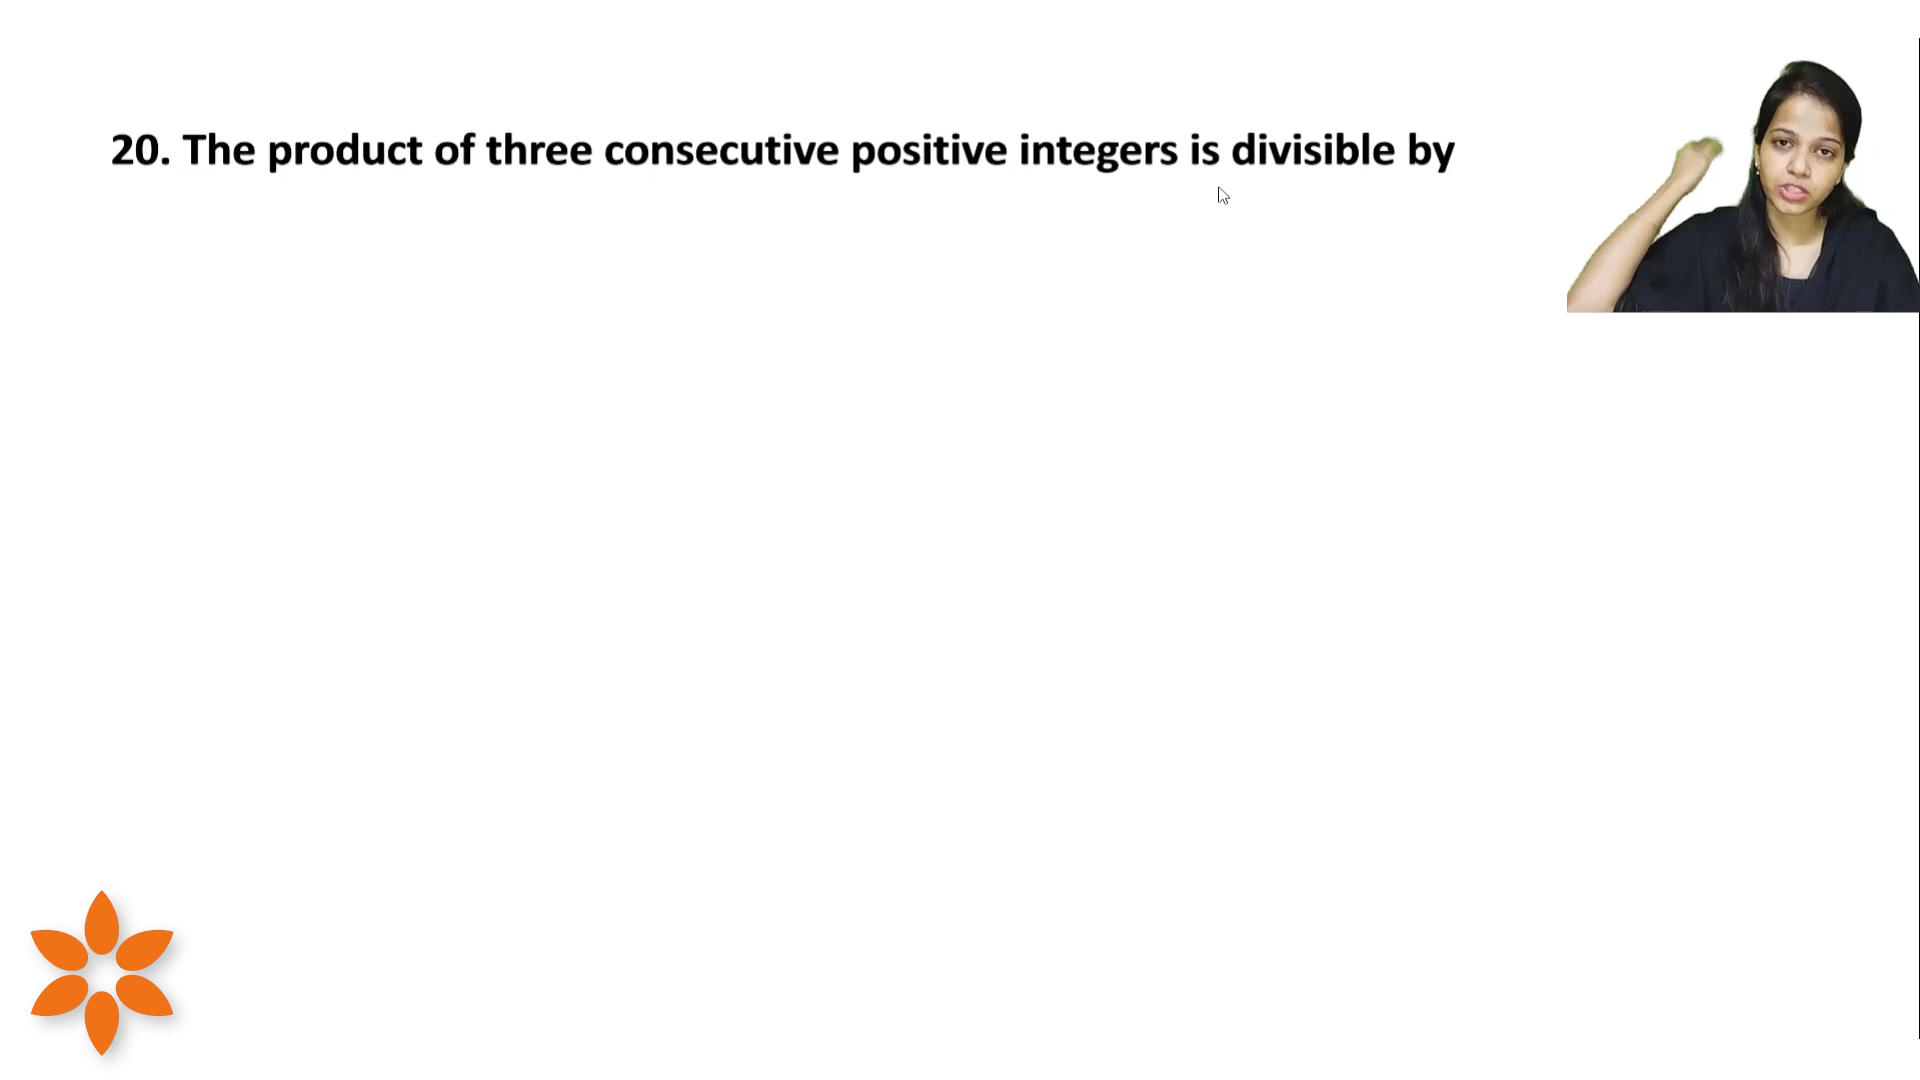 20. The product of three consecutive positive integers is divisible by